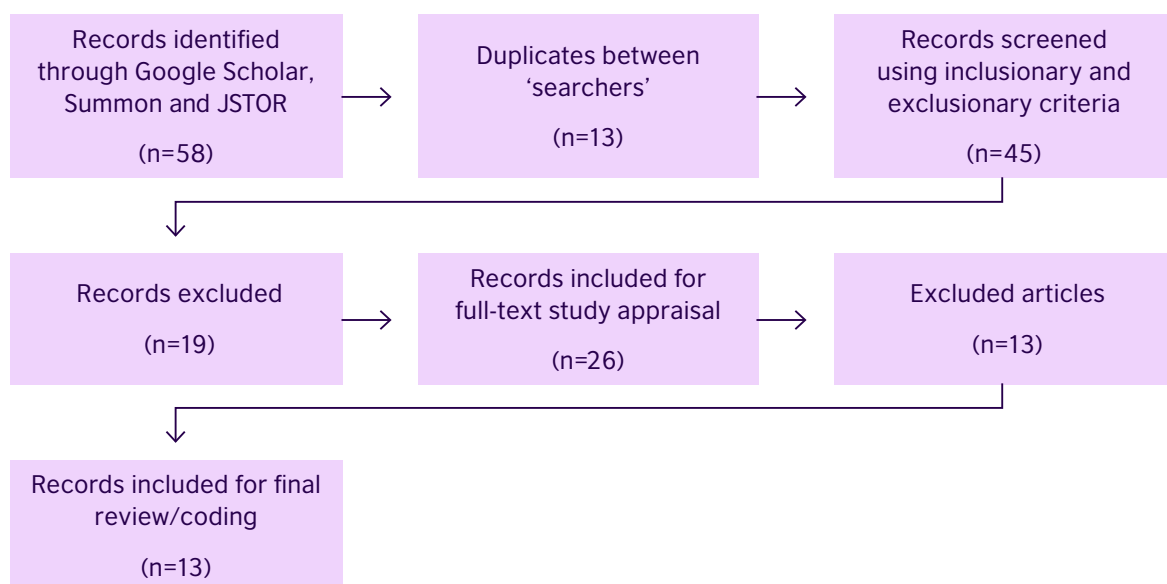 Records identified
through Google Scholar,
Summon and JSTOR
(n=58)
Duplicates between
‘searchers’
(n=13)
Records screened
using inclusionary and
exclusionary criteria
(n=45)
Records excluded
(n=19)
Records included for
full-text study appraisal
(n=26)
Excluded articles
(n=13)
Records included for final
review/coding
(n=13)